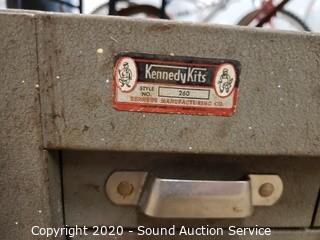 KennedyKits
STYLE
NO. 260
KENNEDY MANUFACTURING CO.
Copyright 2020 - Sound Auction Service